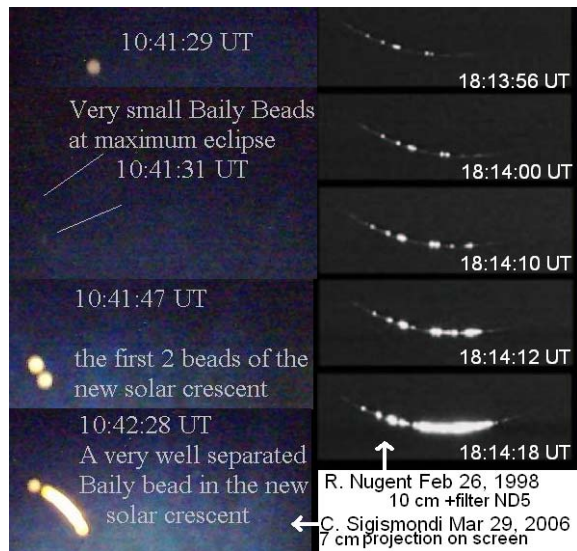 10:41:29 UT
Very small Baily Beads
at maximum eclipse
10:41:31 UT
10:41:47 UT
the first 2 beads of the
new solar crescent
10:42:28 UT
A very well separated
Baily bead in the new
solar crescent
18:13:56 UT
18:14:00 UT
18:14:10 UT
18:14:12 UT
18:14:18 UT
R. Nugent Feb 26, 1998
10 cm +filter ND5
C. Sigismondi Mar 29, 2006
7 cm projection on screen